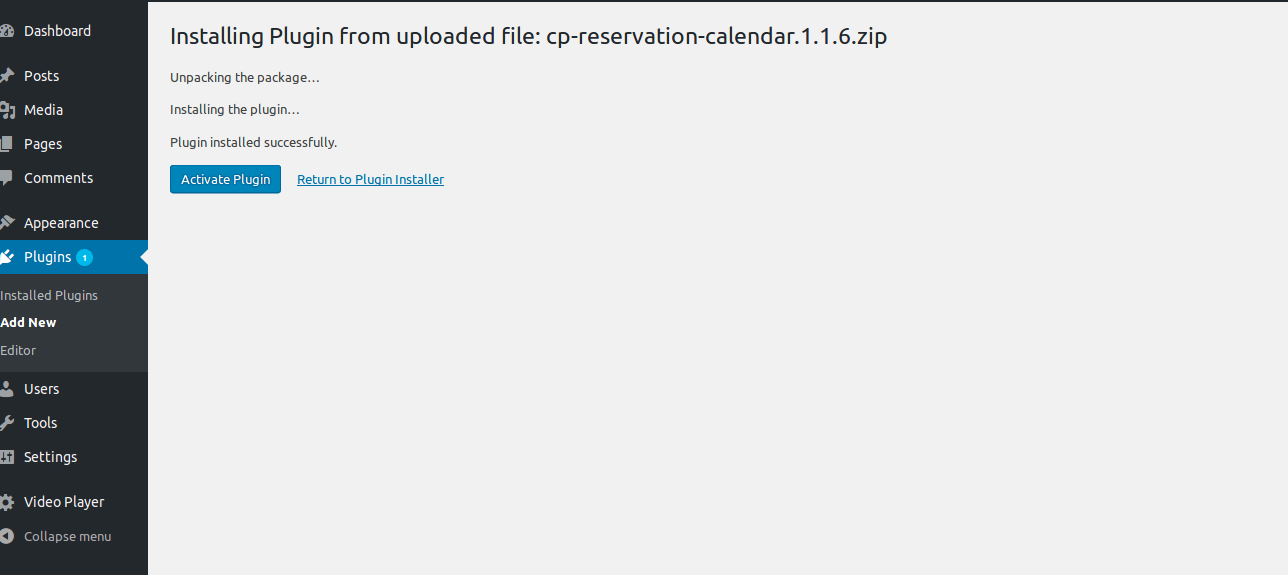 Dashboard
Posts
Media
Pages
Comments
Appearance
Plugins 1
Installed Plugins
Add New
Editor
Users
Tools
Settings
Video Player
Collapse menu
Installing Plugin from uploaded file: cp-reservation-calendar.1.1.6.zip
Unpacking the package…
Installing the plugin…
Plugin installed successfully.
Activate Plugin Return to Plugin Installer